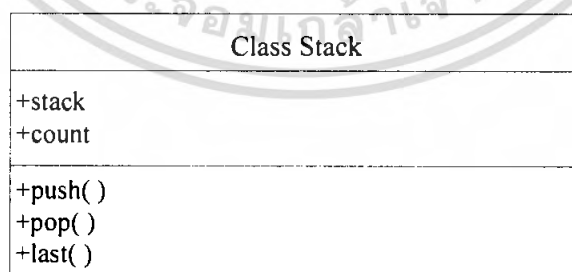 Class Stack
+stack
+count
+push( )
+pop( )
+last( )